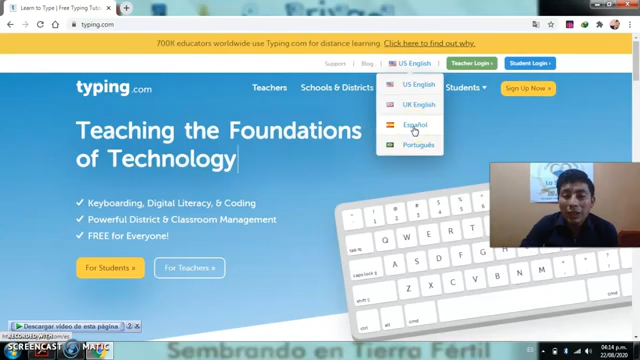 Learn to Type | Free Typing Tutor
typing.com
700K educators worldwide use Typing.com for distance learning. Click here to find out why.
Support | Blog | US English | Teacher Login › Student Login ›
typing.com
Teachers Schools & Districts Students Sign Up Now
US English
UK English
Español
Português
Teaching the Foundations
of Technology
✓ Keyboarding, Digital Literacy, & Coding
✓ Powerful District & Classroom Management
✓ FREE for Everyone!
For Students » For Teachers »
Descargar vídeo de esta página ? ×
RECORDED WITH
SCREENCAST MATIC
ES
04:14 p.m.
22/08/2020
Sembrando en Tierra Fértil